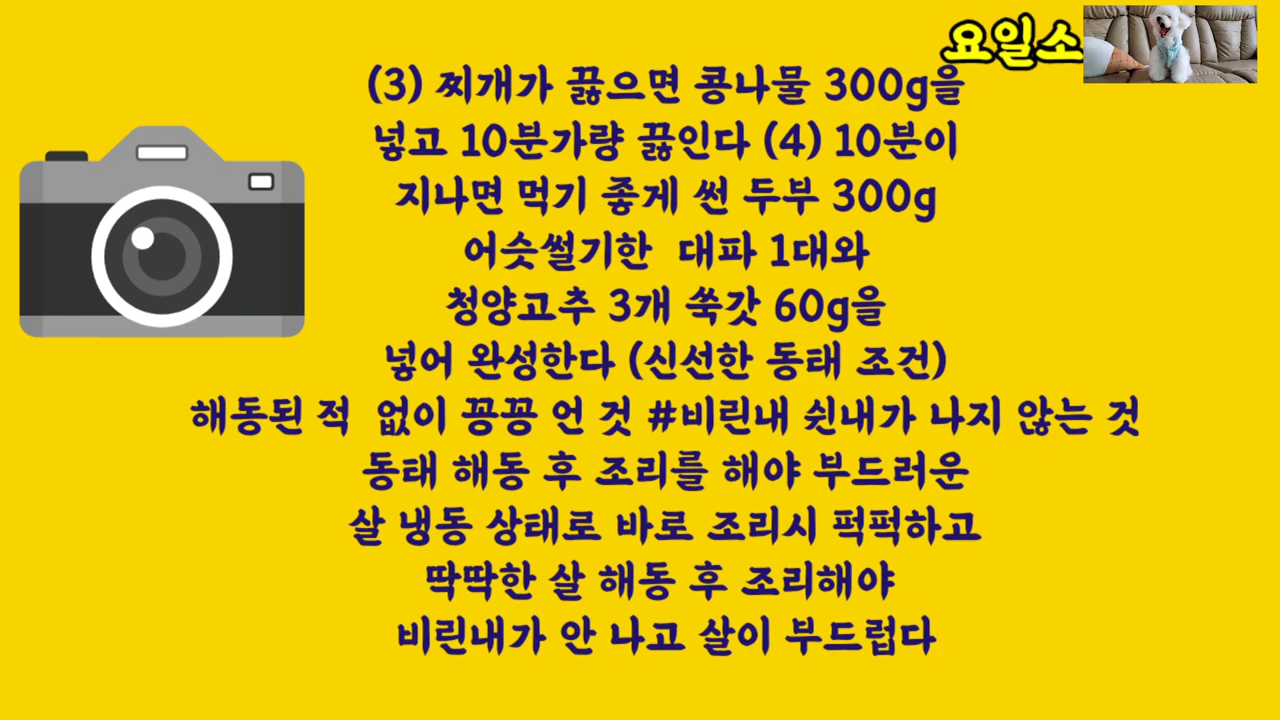 요일소
(3) 찌개가 끓으면 콩나물 300g을
넣고 10분가량 끓인다 (4) 10분이
지나면 먹기 좋게 썬 두부 300g
어슷썰기한 대파 1대와
청양고추 3개 쑥갓 60g을
넣어 완성한다 (신선한 동태 조건)
해동된 적 없이 꽁꽁 언 것 #비린내 쉰내가 나지 않는 것
동태 해동 후 조리를 해야 부드러운
살 냉동 상태로 바로 조리시 퍽퍽하고
딱딱한 살 해동 후 조리해야
비린내가 안 나고 살이 부드럽다